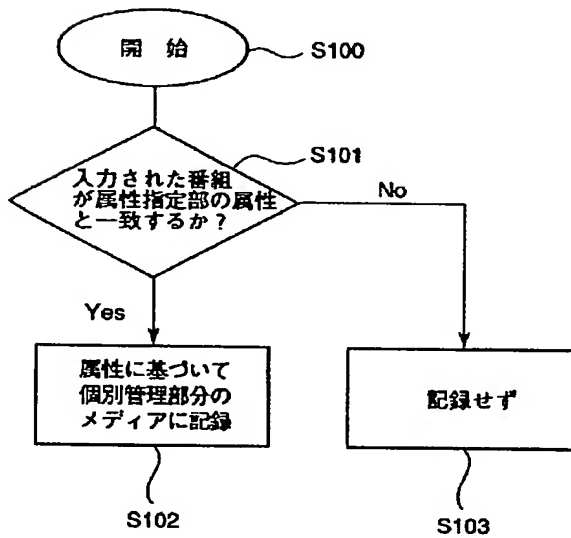 開 始
S100
S101
入力された番組
が属性指定部の属性
と一致するか？
No
Yes
属性に基づいて
個別管理部分の
メディアに記録
記録せず
S102
S103